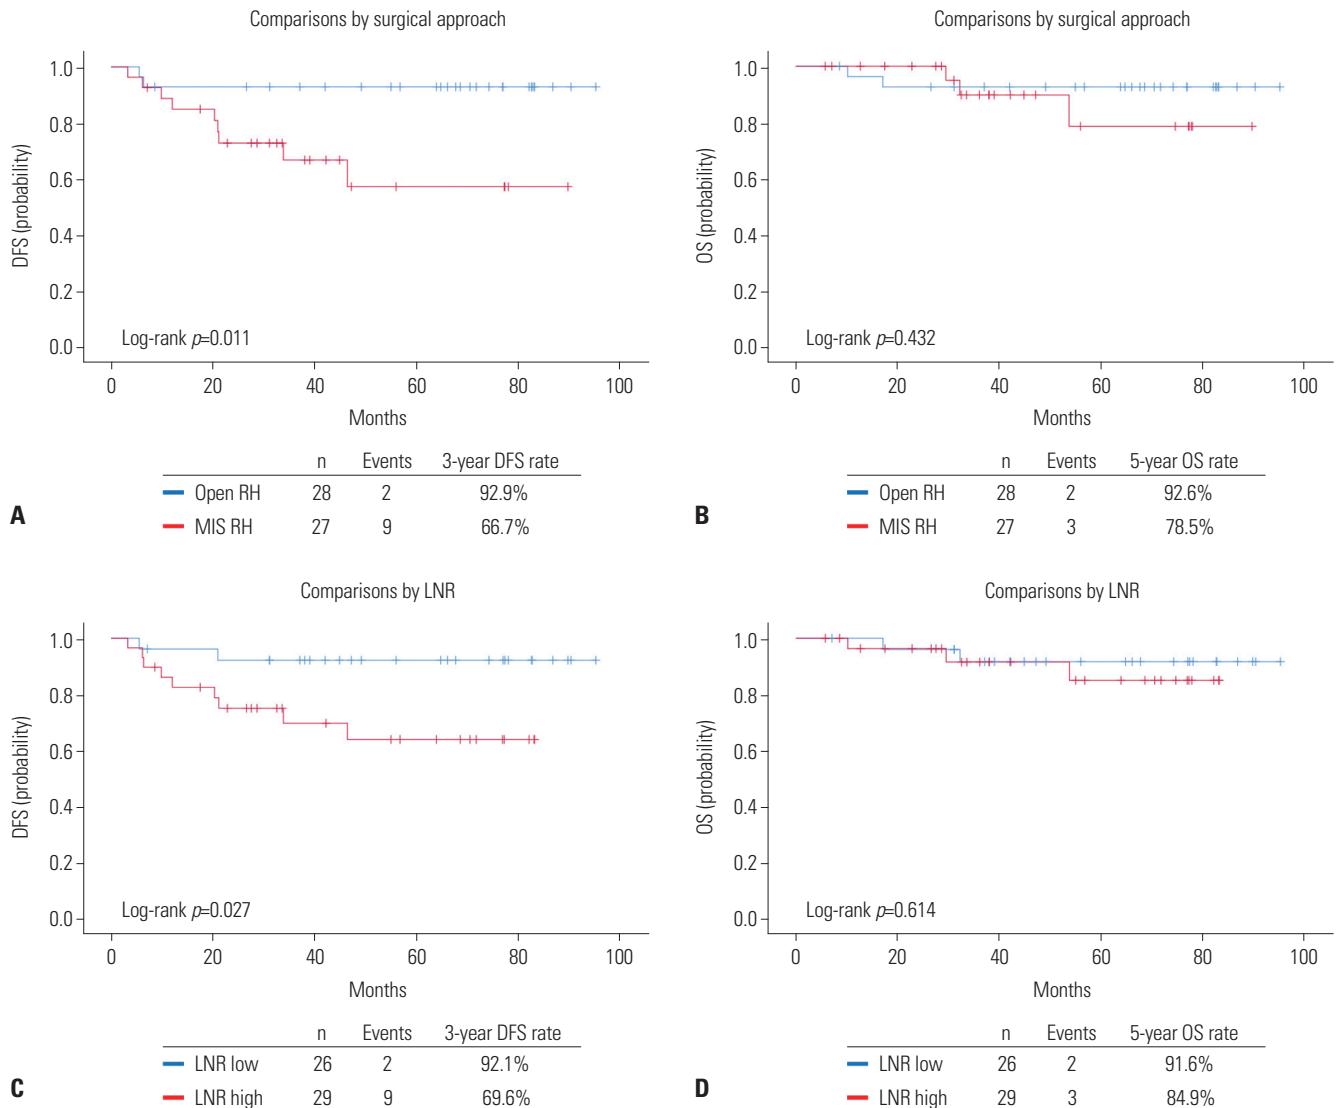 Comparisons by surgical approach
1.0
0.8
0.6
0.4
0.2
0.0
DFS (probability)
Log-rank p=0.011
0 20 40 60 80 100
Months
n Events 3-year DFS rate
Open RH 28 2 92.9%
MIS RH 27 9 66.7%
A
Comparisons by surgical approach
1.0
0.8
0.6
0.4
0.2
0.0
OS (probability)
Log-rank p=0.432
0 20 40 60 80 100
Months
n Events 5-year OS rate
Open RH 28 2 92.6%
MIS RH 27 3 78.5%
B
Comparisons by LNR
1.0
0.8
0.6
0.4
0.2
0.0
DFS (probability)
Log-rank p=0.027
0 20 40 60 80 100
Months
n Events 3-year DFS rate
LNR low 26 2 92.1%
LNR high 29 9 69.6%
C
Comparisons by LNR
1.0
0.8
0.6
0.4
0.2
0.0
OS (probability)
Log-rank p=0.614
0 20 40 60 80 100
Months
n Events 5-year OS rate
LNR low 26 2 91.6%
LNR high 29 3 84.9%
D